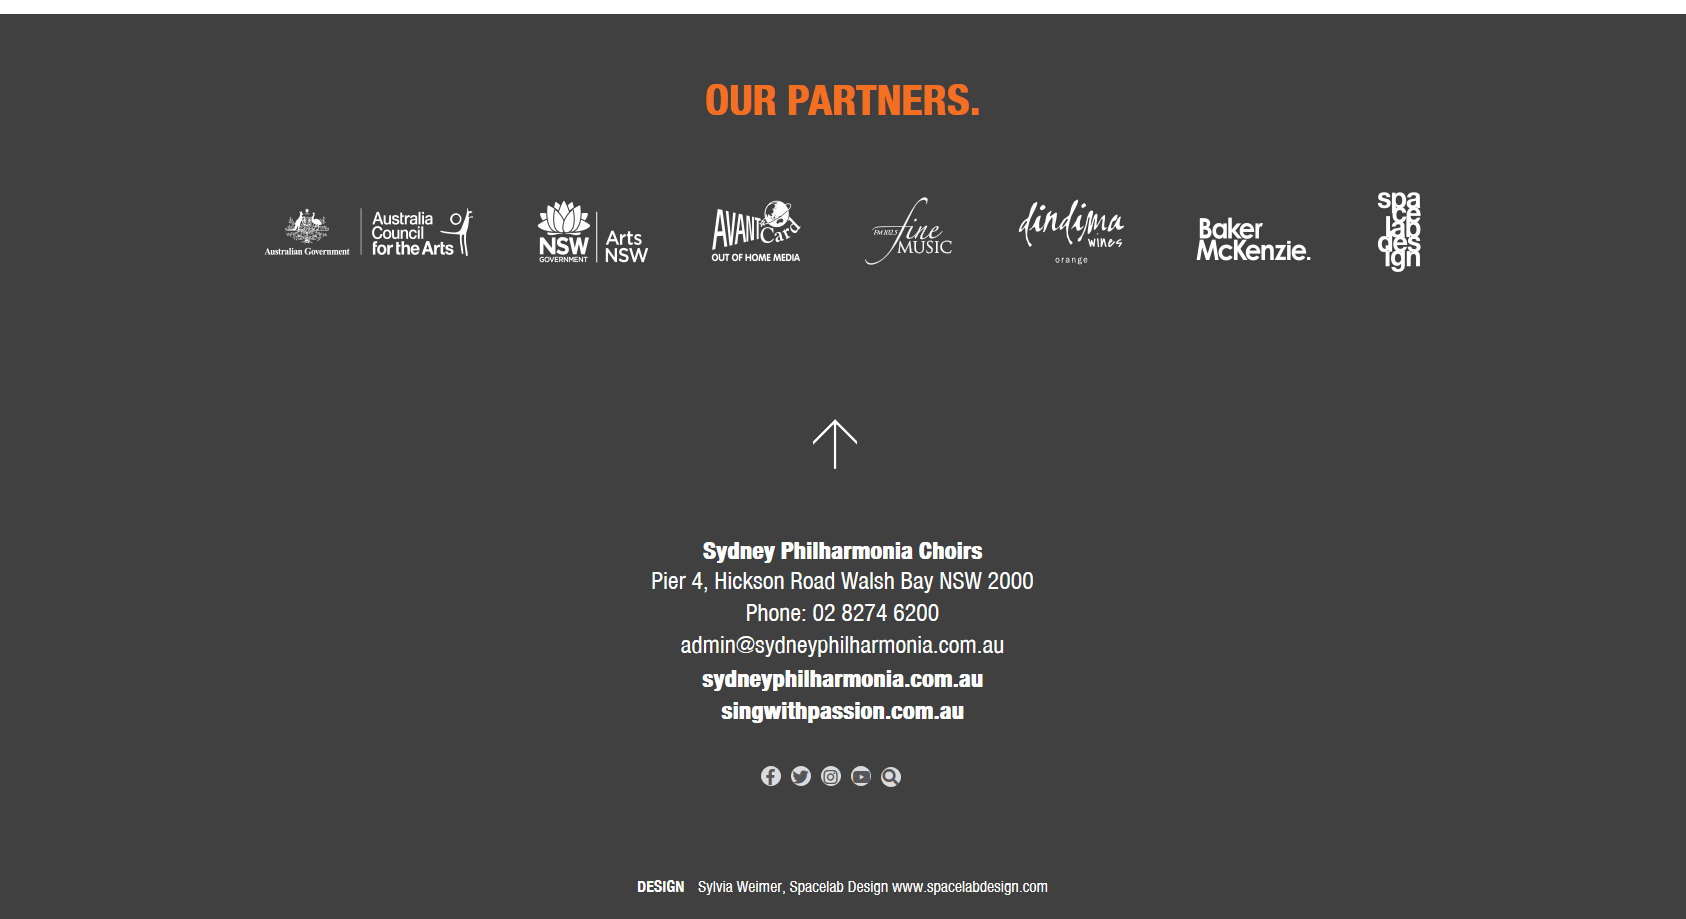 OUR PARTNERS.
Australian Government
Australia
Council
for the Arts
NSW
GOVERNMENT
Arts
NSW
AVANT Card
OUT OF HOME MEDIA
FM 102.5 fine
MUSIC
dindima
wines
orange
Baker
McKenzie.
spa
ce
lab
des
ign
Sydney Philharmonia Choirs
Pier 4, Hickson Road Walsh Bay NSW 2000
Phone: 02 8274 6200
admin@sydneyphilharmonia.com.au
sydneyphilharmonia.com.au
singwithpassion.com.au
DESIGN Sylvia Weimer, Spacelab Design www.spacelabdesign.com